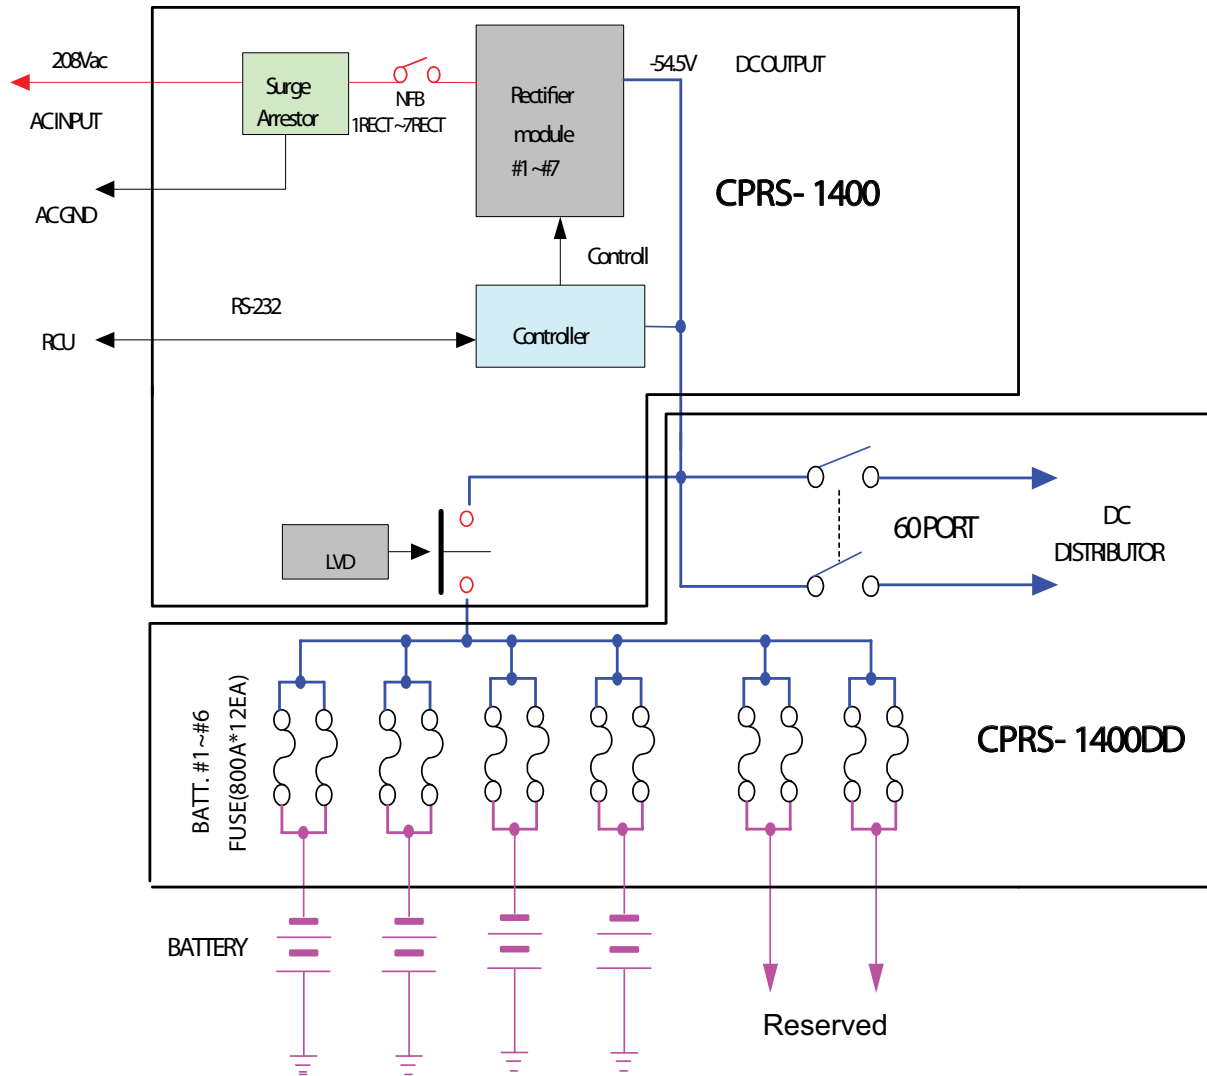 208Vac
AC INPUT
AC GND
RCU
RS-232
Surge
Arrestor
NFB
1RECT~7RECT
Rectifier
module
#1~#7
-54.5V
DC OUTPUT
CPRS- 1400
Controll
Controller
LVD
60 PORT
DC
DISTRIBUTOR
BATT. #1~#6
FUSE(800A*12EA)
CPRS- 1400DD
BATTERY
Reserved